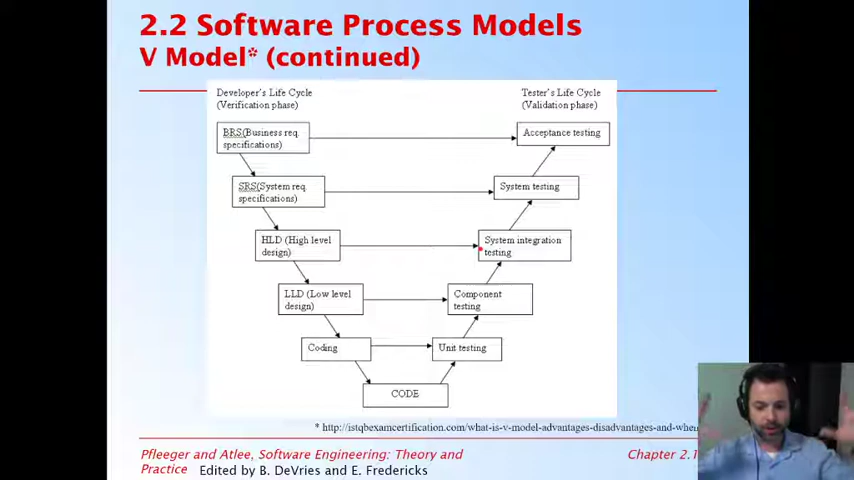 2.2 Software Process Models
V Model* (continued)
Developer's Life Cycle
(Verification phase)
Tester's Life Cycle
(Validation phase)
BRS(Business req.
specifications)
Acceptance testing
SRS(System req.
specifications)
System testing
HLD (High level
design)
System integration
testing
LLD (Low level
design)
Component
testing
Coding
Unit testing
CODE
* http://istqbexamcertification.com/what-is-v-model-advantages-disadvantages-and-when
Pfleeger and Atlee, Software Engineering: Theory and
Practice Edited by B. DeVries and E. Fredericks
Chapter 2.1